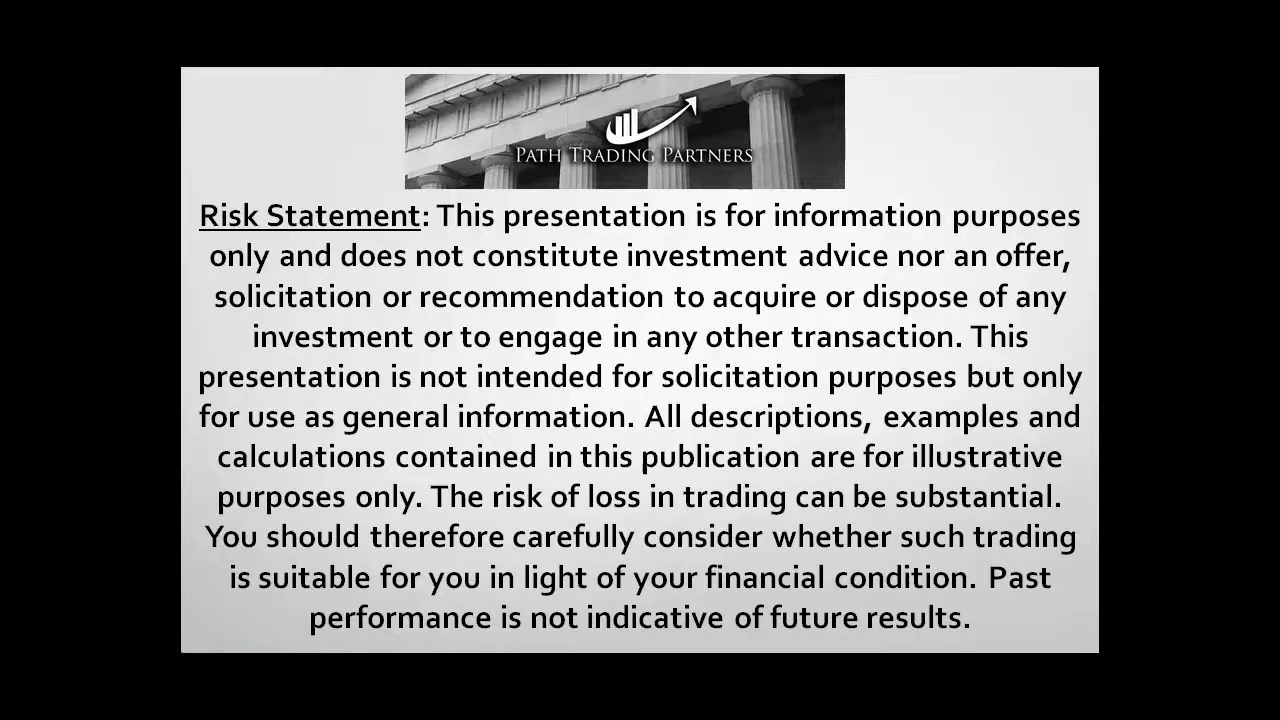 PATH TRADING PARTNERS
Risk Statement: This presentation is for information purposes
only and does not constitute investment advice nor an offer,
solicitation or recommendation to acquire or dispose of any
investment or to engage in any other transaction. This
presentation is not intended for solicitation purposes but only
for use as general information. All descriptions, examples and
calculations contained in this publication are for illustrative
purposes only. The risk of loss in trading can be substantial.
You should therefore carefully consider whether such trading
is suitable for you in light of your financial condition. Past
performance is not indicative of future results.